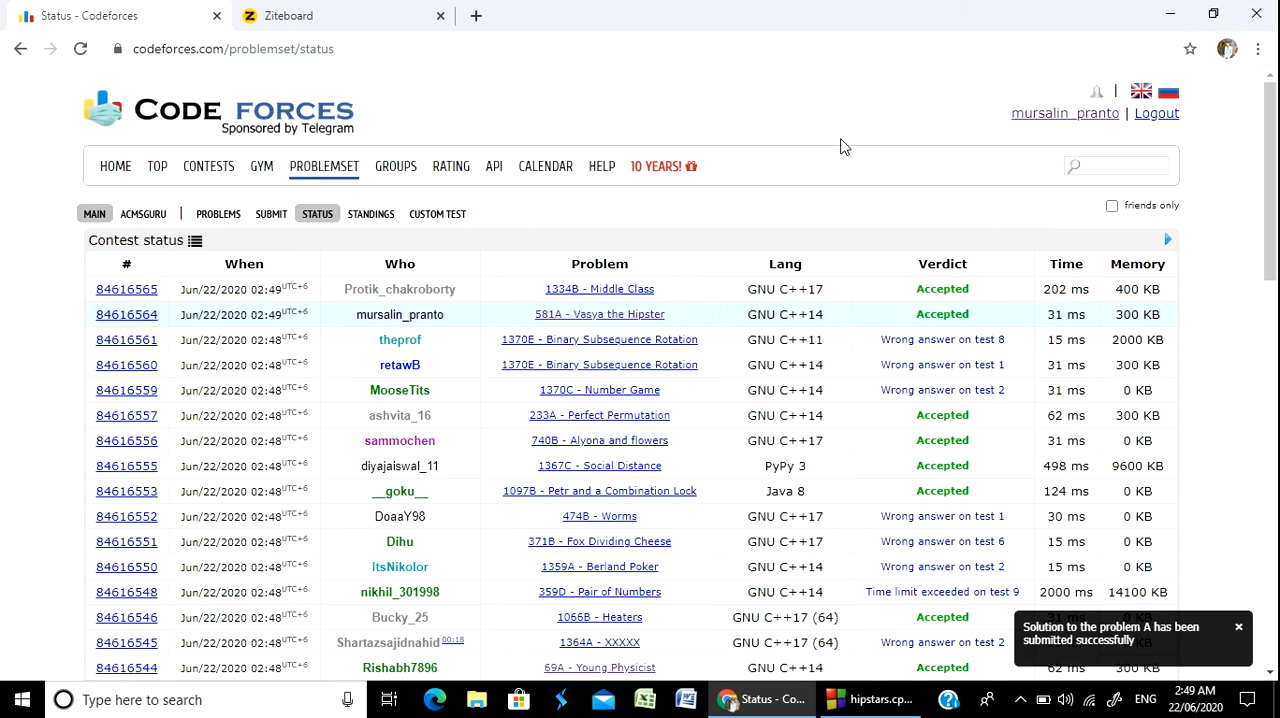 Status - Codeforces
Ziteboard
codeforces.com/problemset/status
CODE FORCES
Sponsored by Telegram
mursalin_pranto | Logout
HOME TOP CONTESTS GYM PROBLEMSET GROUPS RATING API CALENDAR HELP 10 YEARS!
MAIN ACMSGURU | PROBLEMS SUBMIT STATUS STANDINGS CUSTOM TEST
friends only
Contest status
# When Who Problem Lang Verdict Time Memory
84616565 Jun/22/2020 02:49UTC+6 Protik_chakroborty 1334B - Middle Class GNU C++17 Accepted 202 ms 400 KB
84616564 Jun/22/2020 02:49UTC+6 mursalin_pranto 581A - Vasya the Hipster GNU C++14 Accepted 31 ms 300 KB
84616561 Jun/22/2020 02:48UTC+6 theprof 1370E - Binary Subsequence Rotation GNU C++11 Wrong answer on test 8 15 ms 2000 KB
84616560 Jun/22/2020 02:48UTC+6 retawB 1370E - Binary Subsequence Rotation GNU C++14 Wrong answer on test 1 31 ms 300 KB
84616559 Jun/22/2020 02:48UTC+6 MooseTits 1370C - Number Game GNU C++14 Wrong answer on test 2 31 ms 0 KB
84616557 Jun/22/2020 02:48UTC+6 ashvita_16 233A - Perfect Permutation GNU C++14 Accepted 62 ms 300 KB
84616556 Jun/22/2020 02:48UTC+6 sammochen 740B - Alyona and flowers GNU C++17 Accepted 31 ms 0 KB
84616555 Jun/22/2020 02:48UTC+6 diyajaiswal_11 1367C - Social Distance PyPy 3 Accepted 498 ms 9600 KB
84616553 Jun/22/2020 02:48UTC+6 __goku__ 1097B - Petr and a Combination Lock Java 8 Accepted 124 ms 0 KB
84616552 Jun/22/2020 02:48UTC+6 DoaaY98 474B - Worms GNU C++17 Wrong answer on test 1 30 ms 0 KB
84616551 Jun/22/2020 02:48UTC+6 Dihu 371B - Fox Dividing Cheese GNU C++17 Wrong answer on test 6 15 ms 0 KB
84616550 Jun/22/2020 02:48UTC+6 ItsNikolor 1359A - Berland Poker GNU C++14 Wrong answer on test 2 15 ms 0 KB
84616548 Jun/22/2020 02:48UTC+6 nikhil_301998 359D - Pair of Numbers GNU C++14 Time limit exceeded on test 9 2000 ms 14100 KB
84616546 Jun/22/2020 02:48UTC+6 Bucky_25 1066B - Heaters GNU C++17 (64) Accepted
84616545 Jun/22/2020 02:48UTC+6 Shartazsajidnahid 00:18 1364A - XXXXX GNU C++17 (64) Wrong answer on test 2
84616544 Jun/22/2020 02:48UTC+6 Rishabh7896 69A - Young Physicist GNU C++14 Accepted 62 ms 300 KB
Solution to the problem A has been
submitted successfully
Type here to search
Status - Co...
hipstars.cp...
ENG
2:49 AM
22/06/2020